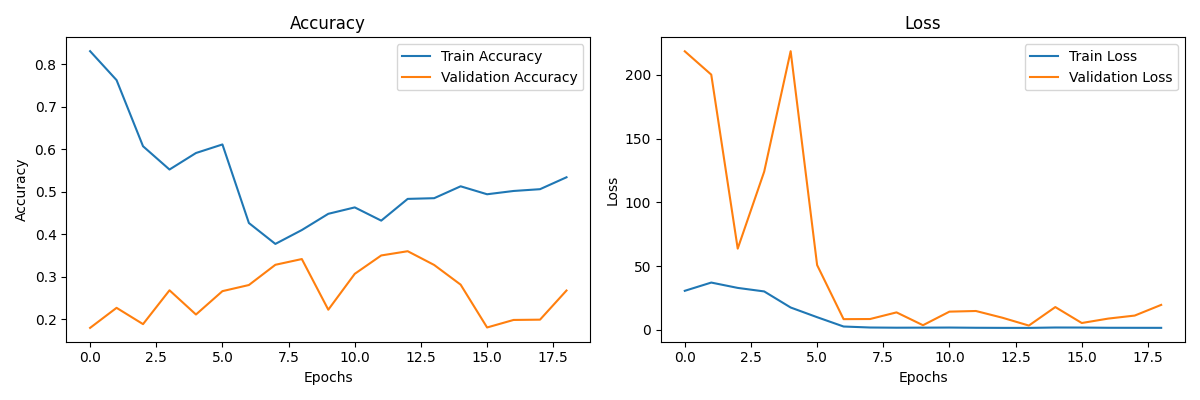 Accuracy
Train Accuracy
Validation Accuracy
Accuracy
0.8
0.7
0.6
0.5
0.4
0.3
0.2
0.0 2.5 5.0 7.5 10.0 12.5 15.0 17.5
Epochs
Loss
Train Loss
Validation Loss
Loss
200
150
100
50
0
0.0 2.5 5.0 7.5 10.0 12.5 15.0 17.5
Epochs